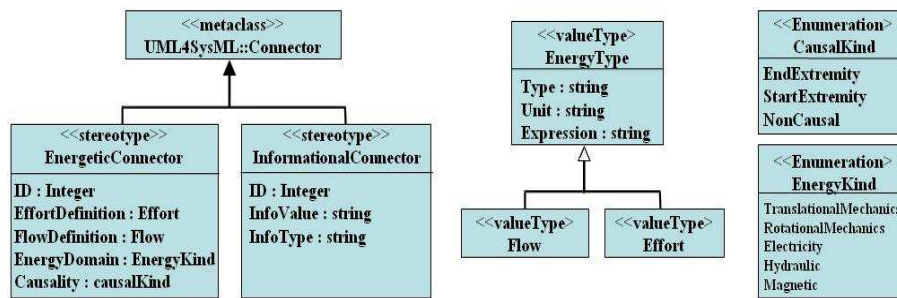 <<metaclass>>
UML4SysML::Connector
<<stereotype>>
EnergeticConnector
ID : Integer
EffortDefinition : Effort
FlowDefinition : Flow
EnergyDomain : EnergyKind
Causality : causalKind
<<stereotype>>
InformationalConnector
ID : Integer
InfoValue : string
InfoType : string
<<valueType>>
EnergyType
Type : string
Unit : string
Expression : string
<<valueType>>
Flow
<<valueType>>
Effort
<<Enumeration>
CausalKind
EndExtremity
StartExtremity
NonCausal
<<Enumeration>
EnergyKind
TranslationalMechanics
RotationalMechanics
Electricity
Hydraulic
Magnetic